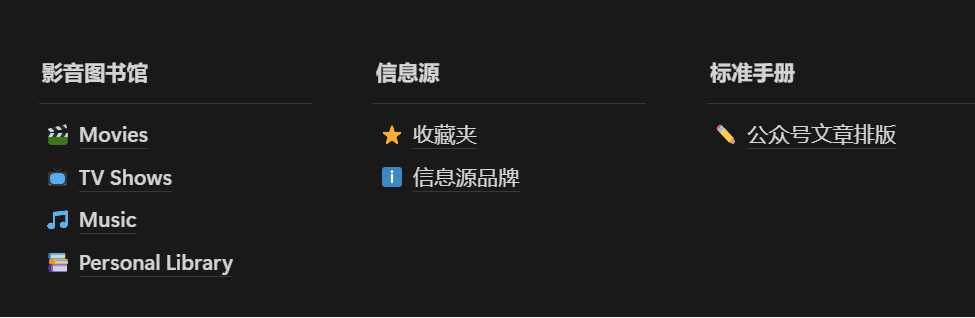 影音图书馆
Movies
TV Shows
Music
Personal Library
信息源
收藏夹
信息源品牌
标准手册
公众号文章排版